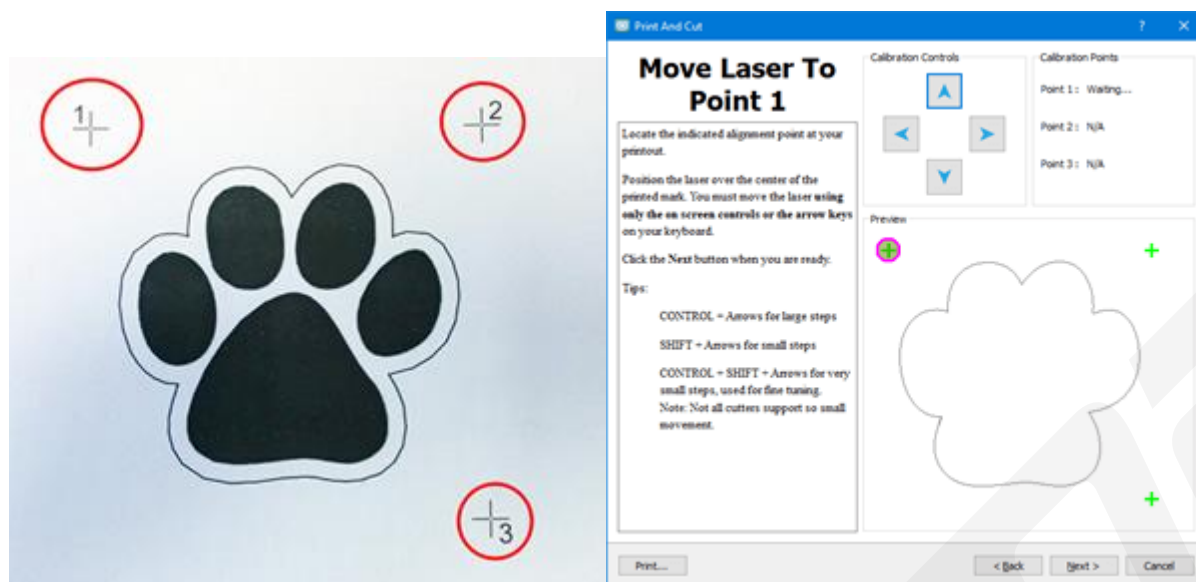 1
2
3
Print And Cut
Move Laser To
Point 1
Locate the indicated alignment point at your
printout.
Position the laser over the center of the
printed mark. You must move the laser using
only the on screen controls or the arrow keys
on your keyboard.
Click the Next button when you are ready.
Tips:
CONTROL + Arrows for large steps
SHIFT + Arrows for small steps
CONTROL + SHIFT + Arrows for very
small steps, used for fine tuning.
Note: Not all cutters support so small
movement.
Calibration Controls
Calibration Points
Point 1 : Waiting...
Point 2 : N/A
Point 3 : N/A
Preview
Print...
< Back
Next >
Cancel